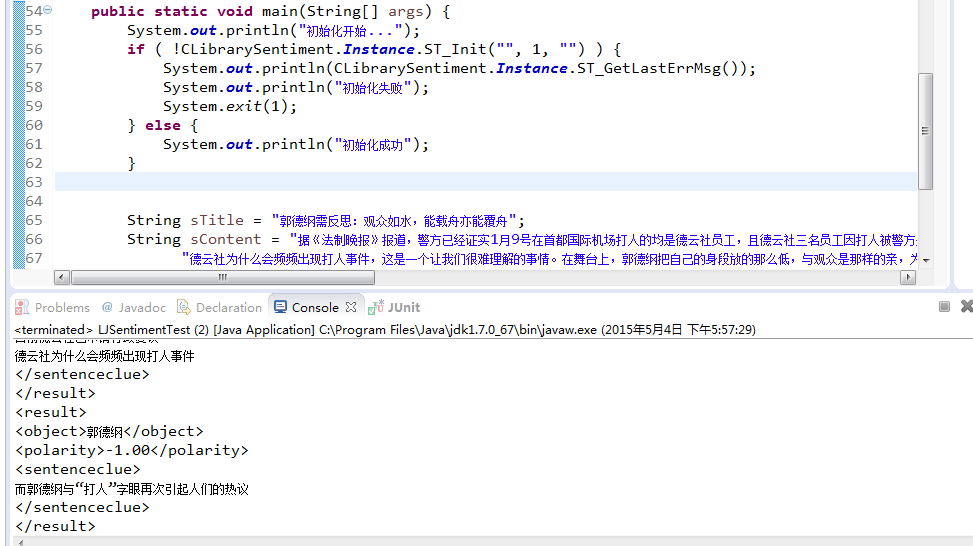 54 public static void main(String[] args) {
55 System.out.println("初始化开始...");
56 if ( !CLibrarySentiment.Instance.ST_Init("", 1, "") ) {
57 System.out.println(CLibrarySentiment.Instance.ST_GetLastErrMsg());
58 System.out.println("初始化失败");
59 System.exit(1);
60 } else {
61 System.out.println("初始化成功");
62 }
63
64
65 String sTitle = "郭德纲需反思：观众如水，能载舟亦能覆舟";
66 String sContent = "据《法制晚报》报道，警方已经证实1月9号在首都国际机场打人的均是德云社员工，且德云社三名员工因打人被警方
67 "德云社为什么会频频出现打人事件，这是一个让我们很难理解的事情。在舞台上，郭德纲把自己的身段放的那么低，与观众是那样的亲，
Problems @ Javadoc Declaration Console JUnit
<terminated> LJSentimentTest (2) [Java Application] C:\Program Files\Java\jdk1.7.0_67\bin\javaw.exe (2015年5月4日 下午5:57:29)
德云社为什么会频频出现打人事件
</sentenceclue>
</result>
<result>
<object>郭德纲</object>
<polarity>-1.00</polarity>
<sentenceclue>
而郭德纲与“打人”字眼再次引起人们的热议
</sentenceclue>
</result>